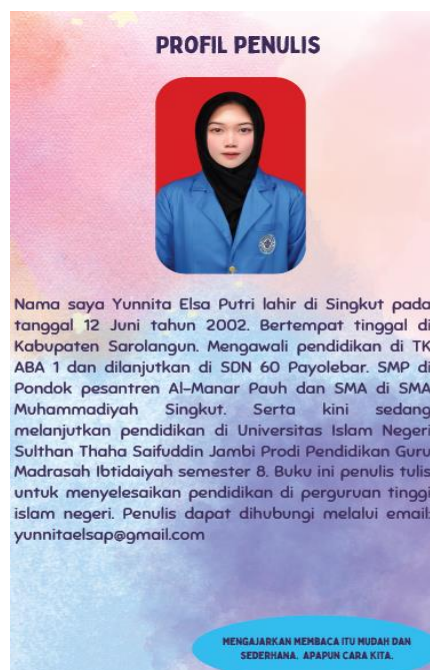 PROFIL PENULIS
Nama saya Yunnita Elsa Putri lahir di Singkut pada
tanggal 12 Juni tahun 2002. Bertempat tinggal di
Kabupaten Sarolangun. Mengawali pendidikan di TK
ABA 1 dan dilanjutkan di SDN 60 Payolebar. SMP di
Pondok pesantren Al-Manar Pauh dan SMA di SMA
Muhammadiyah Singkut. Serta kini sedang
melanjutkan pendidikan di Universitas Islam Negeri
Sulthan Thaha Saifuddin Jambi Prodi Pendidikan Guru
Madrasah Ibtidaiyah semester 8. Buku ini penulis tulis
untuk menyelesaikan pendidikan di perguruan tinggi
islam negeri. Penulis dapat dihubungi melalui email:
yunnitaelsap@gmail.com
MENGAJARKAN MEMBACA ITU MUDAH DAN
SEDERHANA, APAPUN CARA KITA.